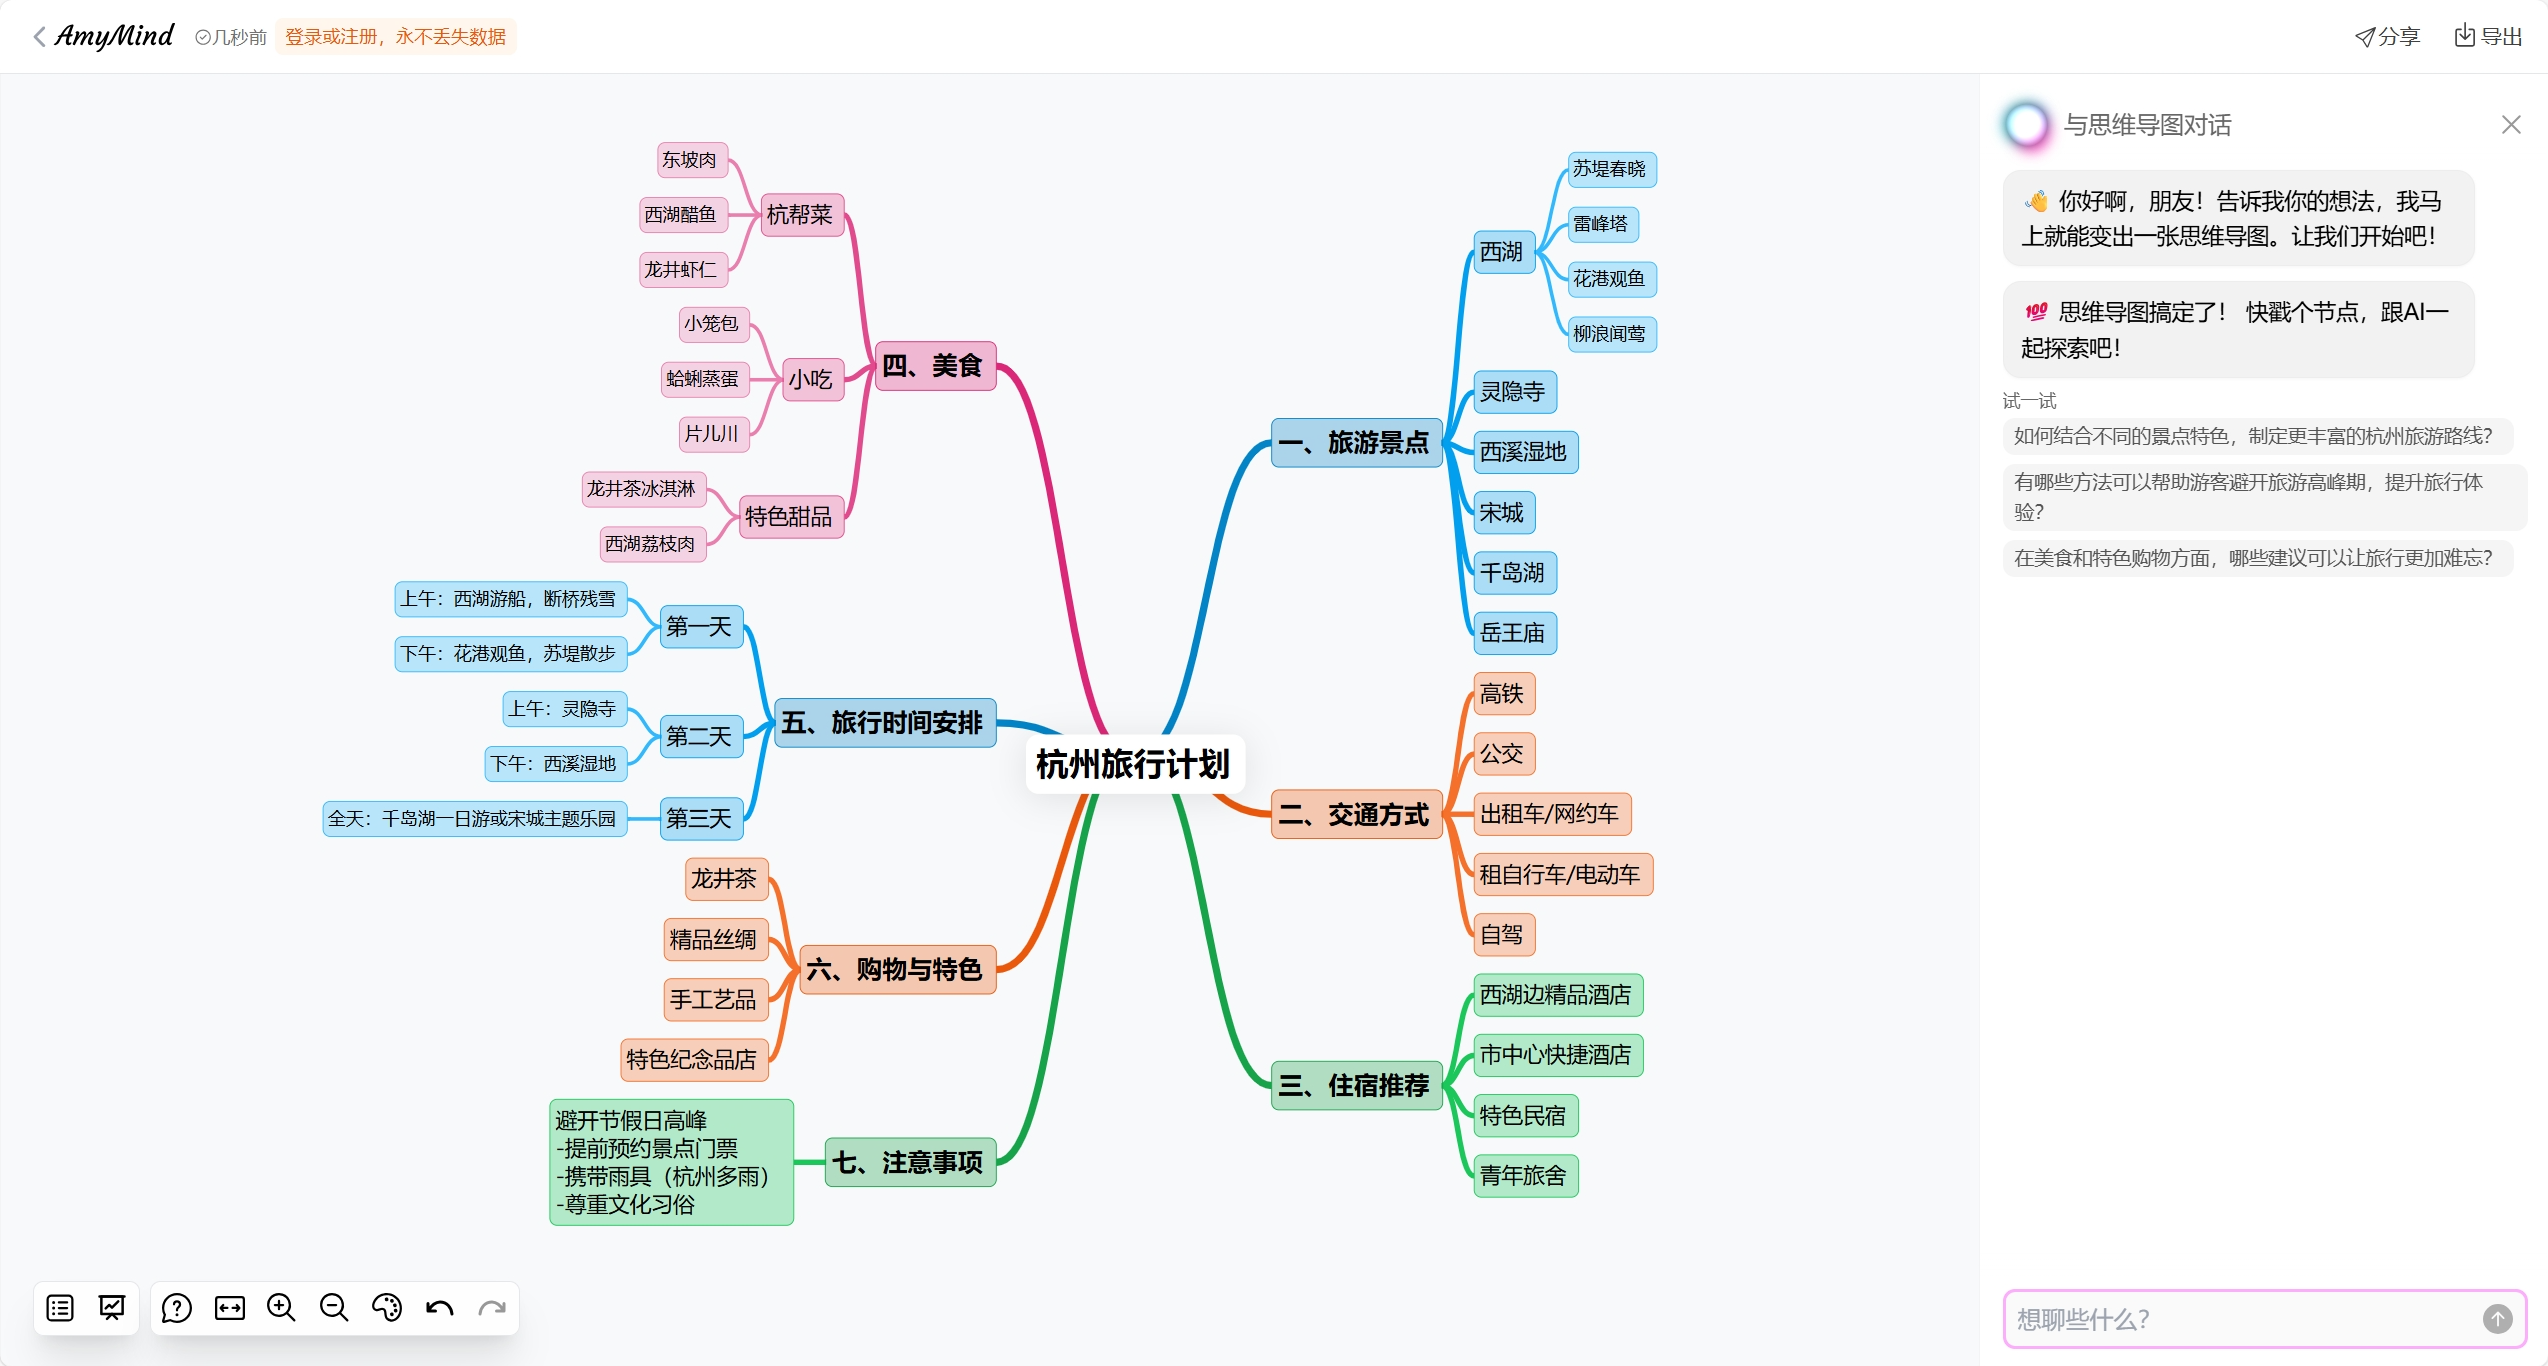 AmyMind
几秒前
登录或注册，永不丢失数据
分享
导出
杭州旅行计划
一、旅游景点
西湖
苏堤春晓
雷峰塔
花港观鱼
柳浪闻莺
灵隐寺
西溪湿地
宋城
千岛湖
岳王庙
二、交通方式
高铁
公交
出租车/网约车
租自行车/电动车
自驾
三、住宿推荐
西湖边精品酒店
市中心快捷酒店
特色民宿
青年旅舍
四、美食
杭帮菜
东坡肉
西湖醋鱼
龙井虾仁
小吃
小笼包
蛤蜊蒸蛋
片儿川
特色甜品
龙井茶冰淇淋
西湖荔枝肉
五、旅行时间安排
第一天
上午：西湖游船，断桥残雪
下午：花港观鱼，苏堤散步
第二天
上午：灵隐寺
下午：西溪湿地
第三天
全天：千岛湖一日游或宋城主题乐园
六、购物与特色
龙井茶
精品丝绸
手工艺品
特色纪念品店
七、注意事项
避开节假日高峰
-提前预约景点门票
-携带雨具（杭州多雨）
-尊重文化习俗
与思维导图对话
👋 你好啊，朋友！告诉我你的想法，我马
上就能变出一张思维导图。让我们开始吧！
💯 思维导图搞定了！ 快戳个节点，跟AI一
起探索吧！
试一试
如何结合不同的景点特色，制定更丰富的杭州旅游路线？
有哪些方法可以帮助游客避开旅游高峰期，提升旅行体
验？
在美食和特色购物方面，哪些建议可以让旅行更加难忘？
想聊些什么？